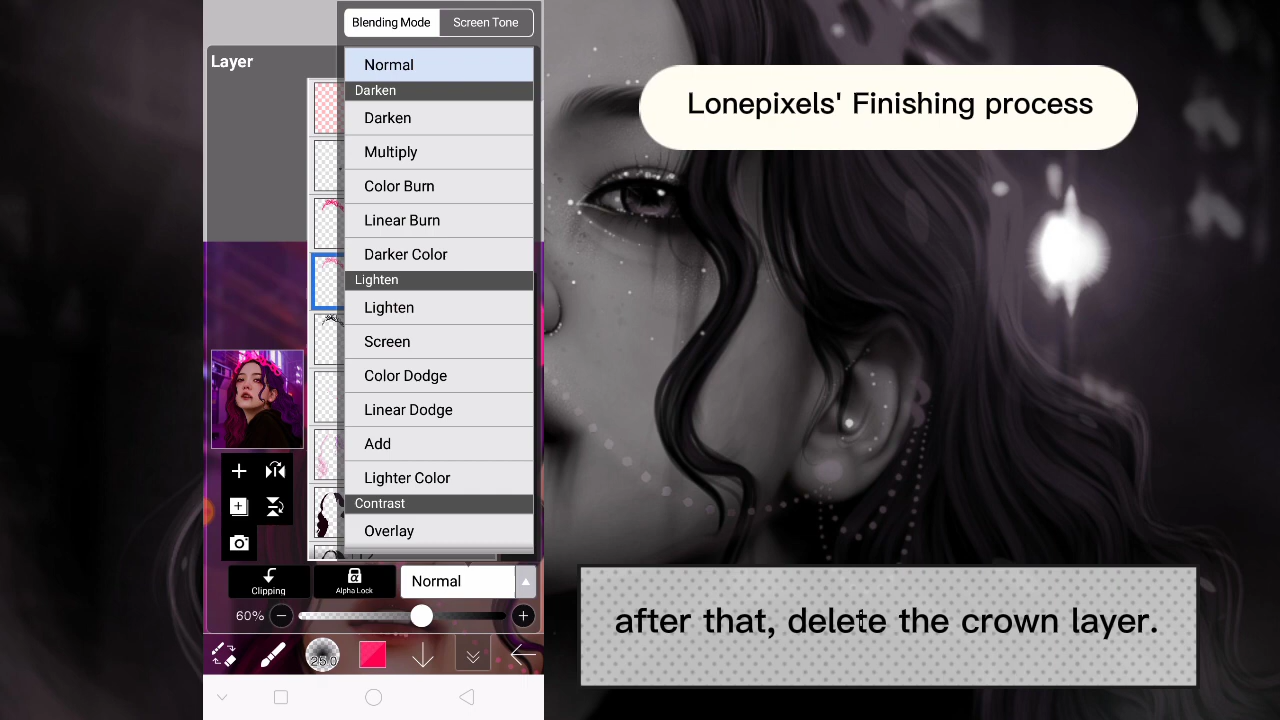 Blending Mode
Screen Tone
Layer
Normal
Darken
Darken
Multiply
Color Burn
Linear Burn
Darker Color
Lighten
Lighten
Screen
Color Dodge
Linear Dodge
Add
Lighter Color
Contrast
Overlay
Clipping
α
Alpha Lock
Normal
60%
25.0
Lonepixels' Finishing process
after that, delete the crown layer.